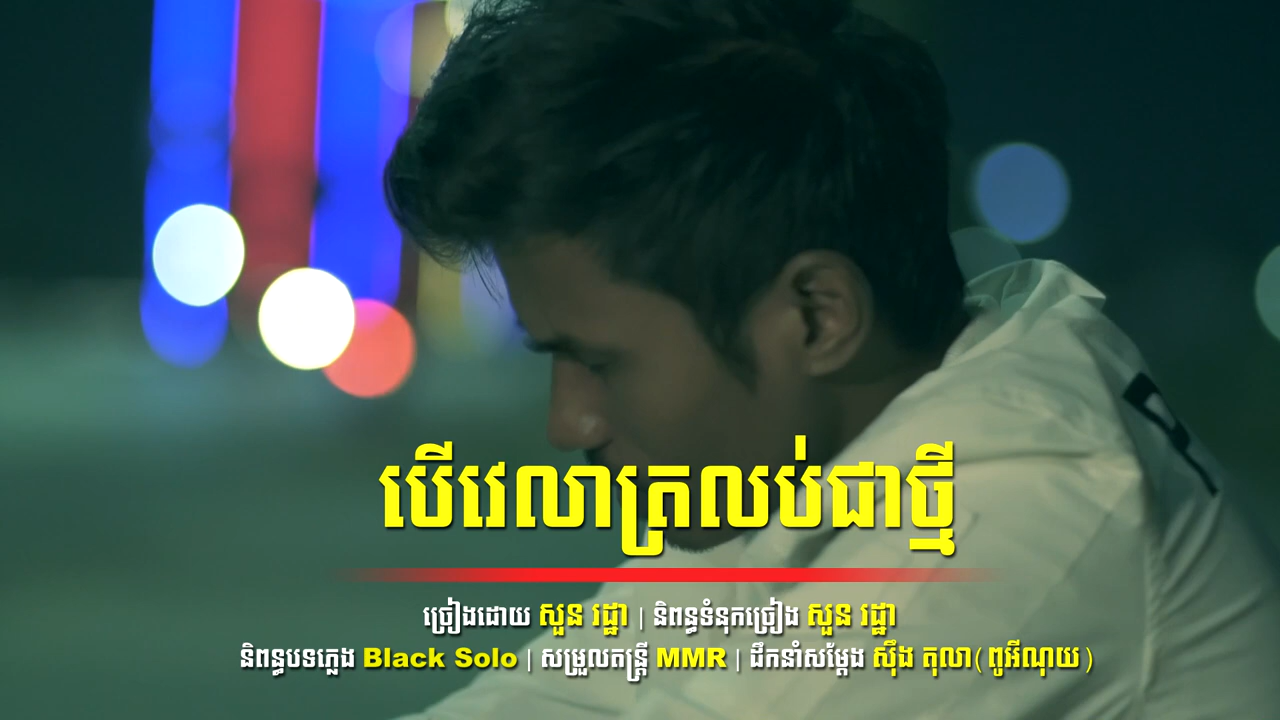 បើវេលាត្រលប់ជាថ្មី
ច្រៀងដោយ សួន រដ្ឋា | និពន្ធទំនុកច្រៀង សួន រដ្ឋា
និពន្ធបទភ្លេង Black Solo | សម្រួលតន្ត្រី MMR | ដឹកនាំសម្ដែង ស៊ឹង តុលា(ពូអ៊ីណុយ)